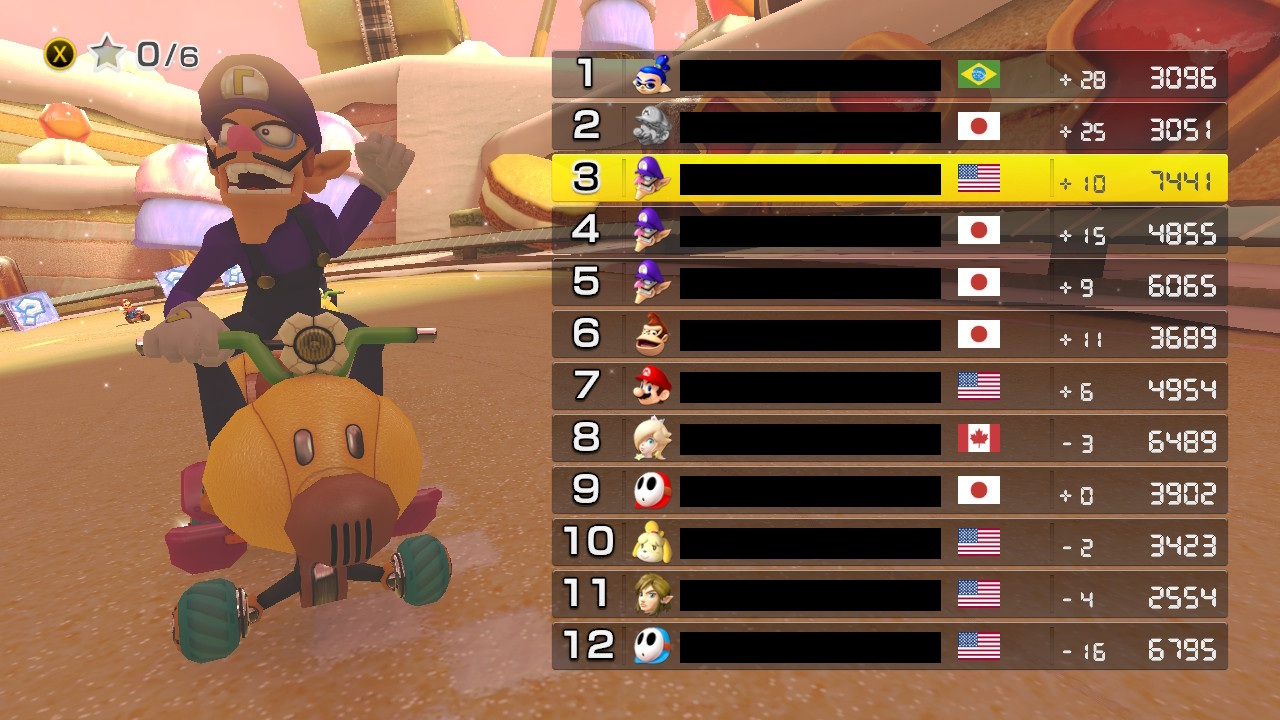 X 0/6
1 + 28 3096
2 + 25 3051
3 + 10 7441
4 + 15 4855
5 + 9 6065
6 + 11 3689
7 + 6 4954
8 - 3 6489
9 + 0 3902
10 - 2 3423
11 - 4 2554
12 - 16 6795